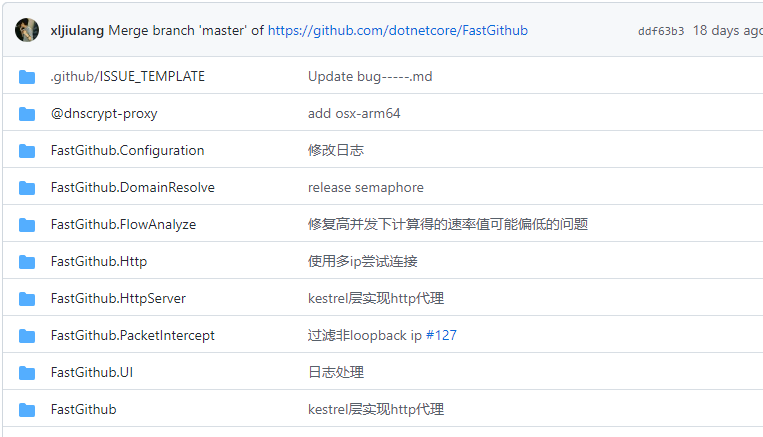 xljiulang Merge branch 'master' of https://github.com/dotnetcore/FastGithub ddf63b3 18 days ago
.github/ISSUE_TEMPLATE Update bug-----.md
@dnscrypt-proxy add osx-arm64
FastGithub.Configuration 修改日志
FastGithub.DomainResolve release semaphore
FastGithub.FlowAnalyze 修复高并发下计算得的速率值可能偏低的问题
FastGithub.Http 使用多ip尝试连接
FastGithub.HttpServer kestrel层实现http代理
FastGithub.PacketIntercept 过滤非loopback ip #127
FastGithub.UI 日志处理
FastGithub kestrel层实现http代理